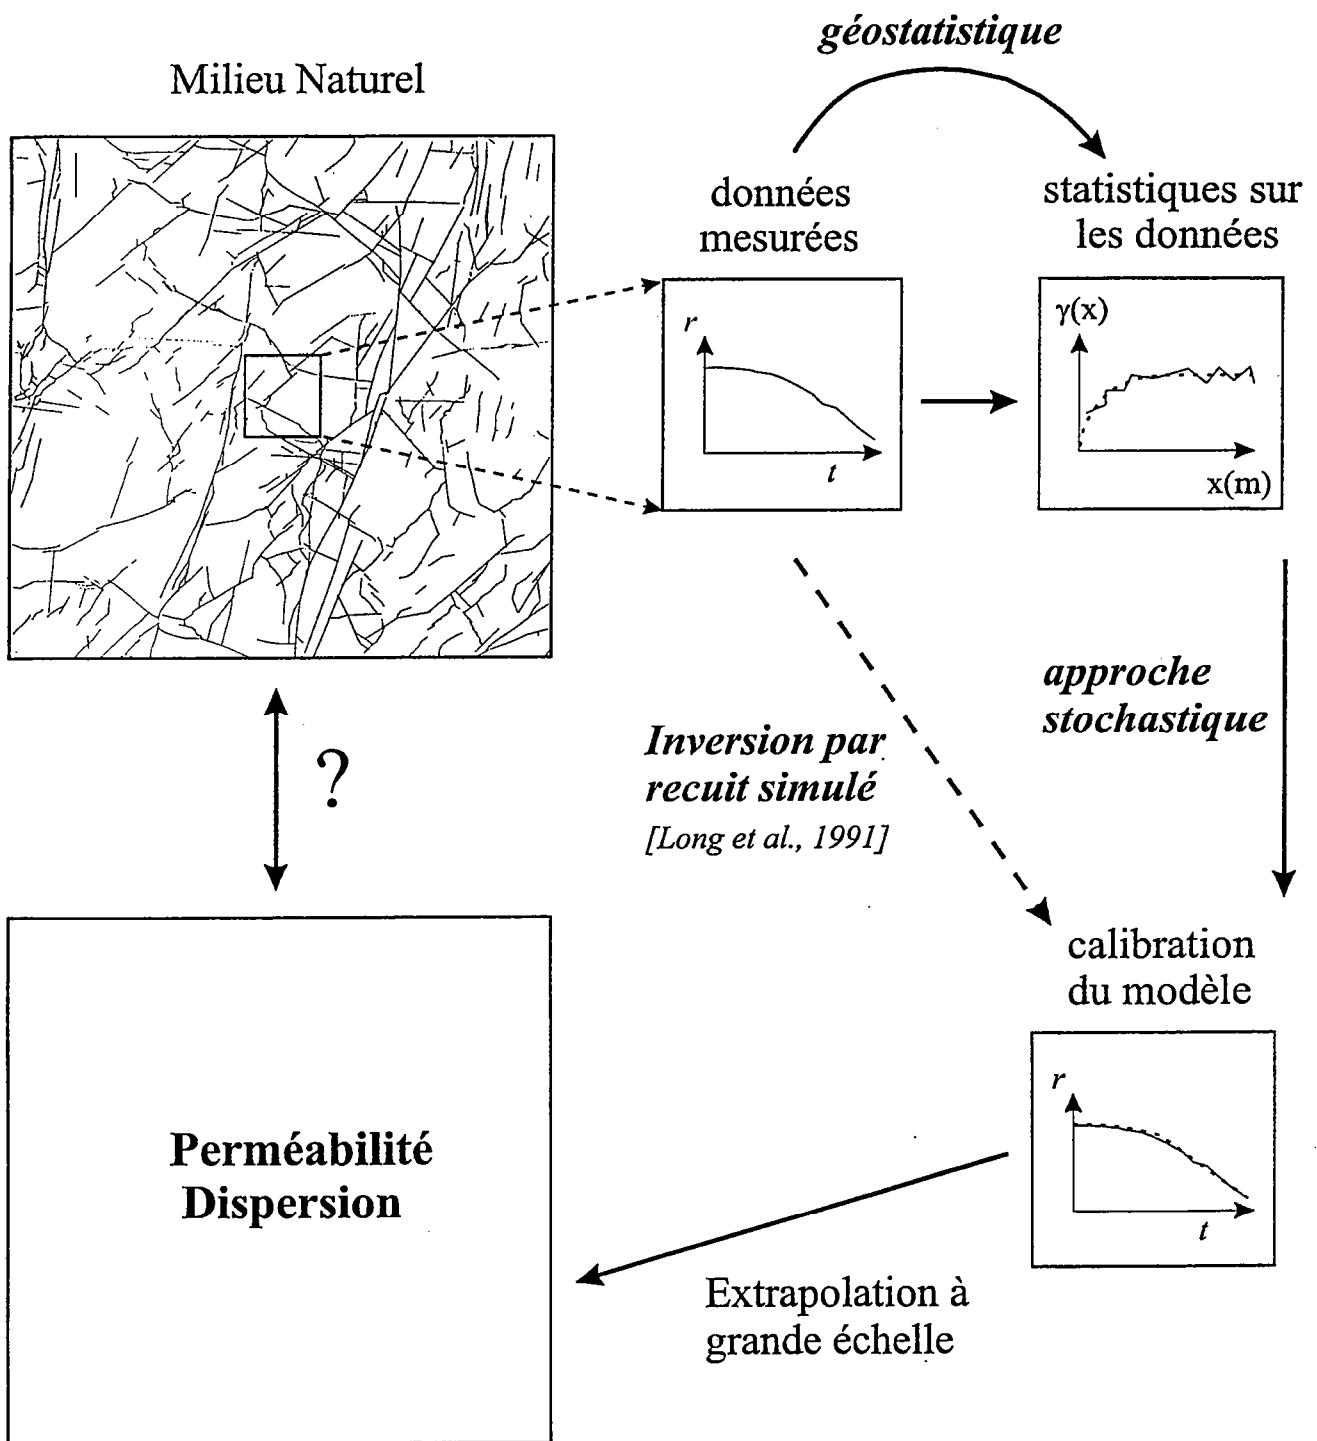 géostatistique
Milieu Naturel
données
mesurées
statistiques sur
les données
r
t
γ(x)
x(m)
?
Inversion par
recuit simulé
[Long et al., 1991]
approche
stochastique
calibration
du modèle
r
t
Perméabilité
Dispersion
Extrapolation à
grande échelle